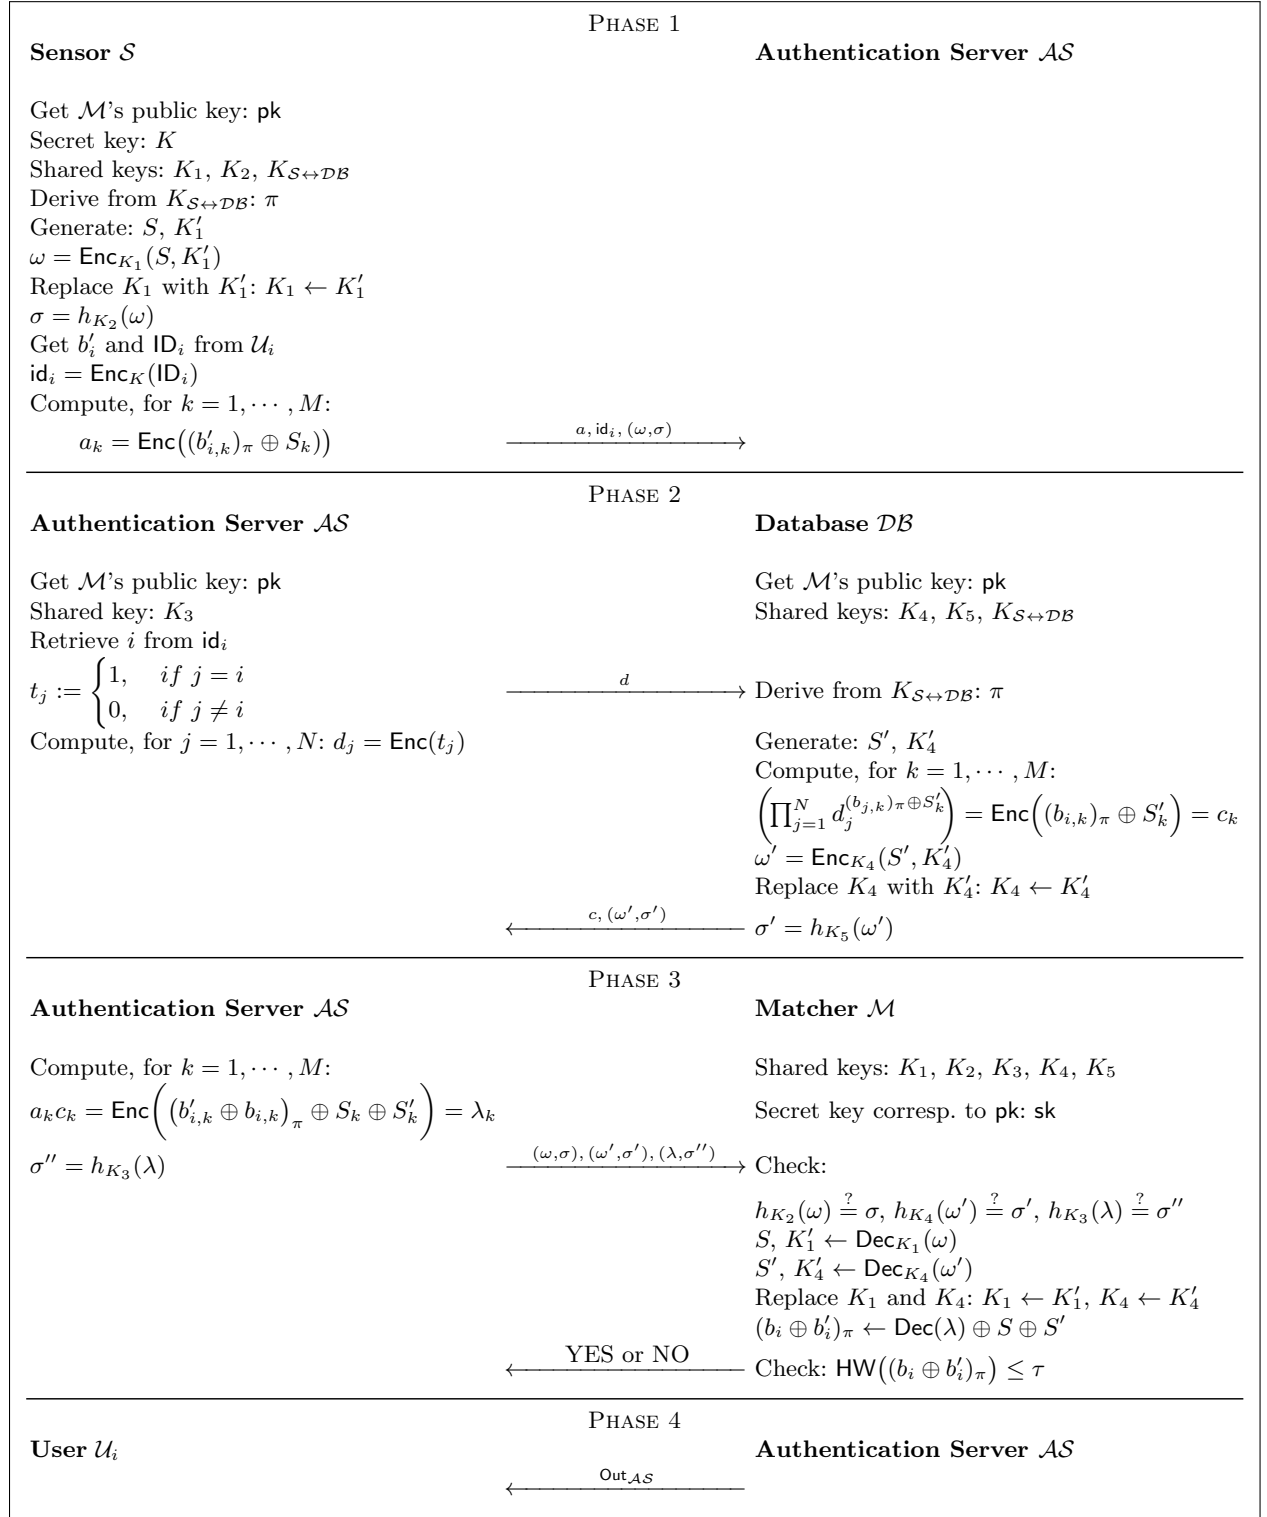 PHASE 1
Sensor 𝒮 Authentication Server 𝒜𝒮
Get ℳ's public key: pk
Secret key: K
Shared keys: K₁, K₂, K_{𝒮↔𝒟ℬ}
Derive from K_{𝒮↔𝒟ℬ}: π
Generate: S, K′₁
ω = Enc_{K₁}(S, K′₁)
Replace K₁ with K′₁: K₁ ← K′₁
σ = h_{K₂}(ω)
Get b′ᵢ and IDᵢ from 𝒰ᵢ
idᵢ = Enc_K(IDᵢ)
Compute, for k = 1, ⋯ , M:
a_k = Enc((b′_{i,k})_π ⊕ S_k)) a, idᵢ, (ω,σ)
PHASE 2
Authentication Server 𝒜𝒮 Database 𝒟ℬ
Get ℳ's public key: pk Get ℳ's public key: pk
Shared key: K₃ Shared keys: K₄, K₅, K_{𝒮↔𝒟ℬ}
Retrieve i from idᵢ
t_j := { 1, if j = i
0, if j ≠ i
d Derive from K_{𝒮↔𝒟ℬ}: π
Compute, for j = 1, ⋯ , N: d_j = Enc(t_j) Generate: S′, K′₄
Compute, for k = 1, ⋯ , M:
(∏_{j=1}^{N} d_j^{(b_{j,k})_π ⊕ S′_k}) = Enc((b_{i,k})_π ⊕ S′_k) = c_k
ω′ = Enc_{K₄}(S′, K′₄)
Replace K₄ with K′₄: K₄ ← K′₄
c, (ω′,σ′) σ′ = h_{K₅}(ω′)
PHASE 3
Authentication Server 𝒜𝒮 Matcher ℳ
Compute, for k = 1, ⋯ , M: Shared keys: K₁, K₂, K₃, K₄, K₅
a_k c_k = Enc((b′_{i,k} ⊕ b_{i,k})_π ⊕ S_k ⊕ S′_k) = λ_k Secret key corresp. to pk: sk
σ′′ = h_{K₃}(λ) (ω,σ), (ω′,σ′), (λ,σ′′) Check:
h_{K₂}(ω) ≟ σ, h_{K₄}(ω′) ≟ σ′, h_{K₃}(λ) ≟ σ′′
S, K′₁ ← Dec_{K₁}(ω)
S′, K′₄ ← Dec_{K₄}(ω′)
Replace K₁ and K₄: K₁ ← K′₁, K₄ ← K′₄
(bᵢ ⊕ b′ᵢ)_π ← Dec(λ) ⊕ S ⊕ S′
YES or NO Check: HW((bᵢ ⊕ b′ᵢ)_π) ≤ τ
PHASE 4
User 𝒰ᵢ Authentication Server 𝒜𝒮
Out_{𝒜𝒮}